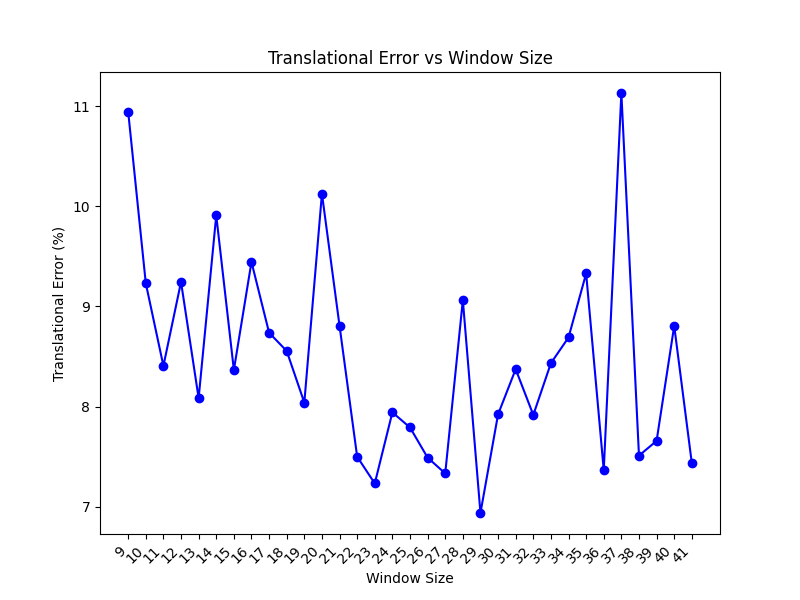 Translational Error vs Window Size
Translational Error (%)
11
10
9
8
7
9 10 11 12 13 14 15 16 17 18 19 20 21 22 23 24 25 26 27 28 29 30 31 32 33 34 35 36 37 38 39 40 41
Window Size